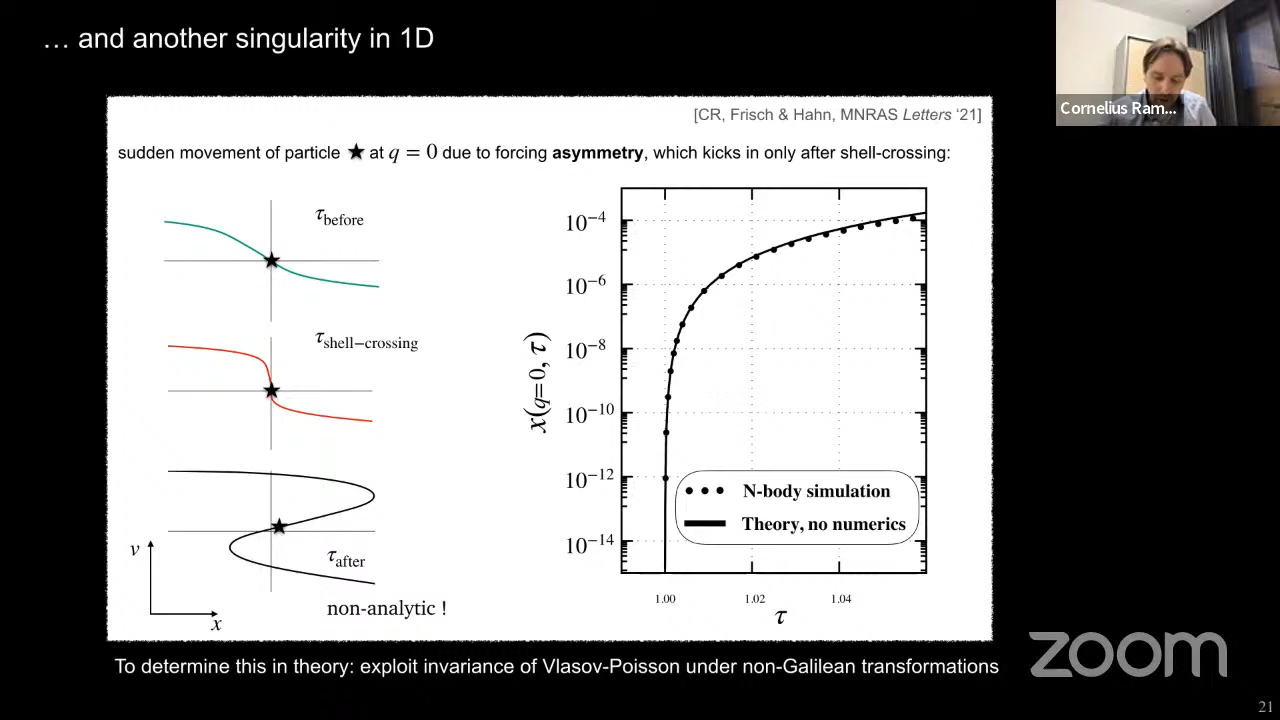 … and another singularity in 1D
Cornelius Ram...
[CR, Frisch & Hahn, MNRAS Letters ‘21]
sudden movement of particle ★ at q = 0 due to forcing asymmetry, which kicks in only after shell-crossing:
τbefore
τshell−crossing
τafter
v
x
non-analytic !
x(q=0, τ)
10−4
10−6
10−8
10−10
10−12
10−14
N-body simulation
Theory, no numerics
1.00 1.02 1.04
τ
To determine this in theory: exploit invariance of Vlasov-Poisson under non-Galilean transformations
zoom
21